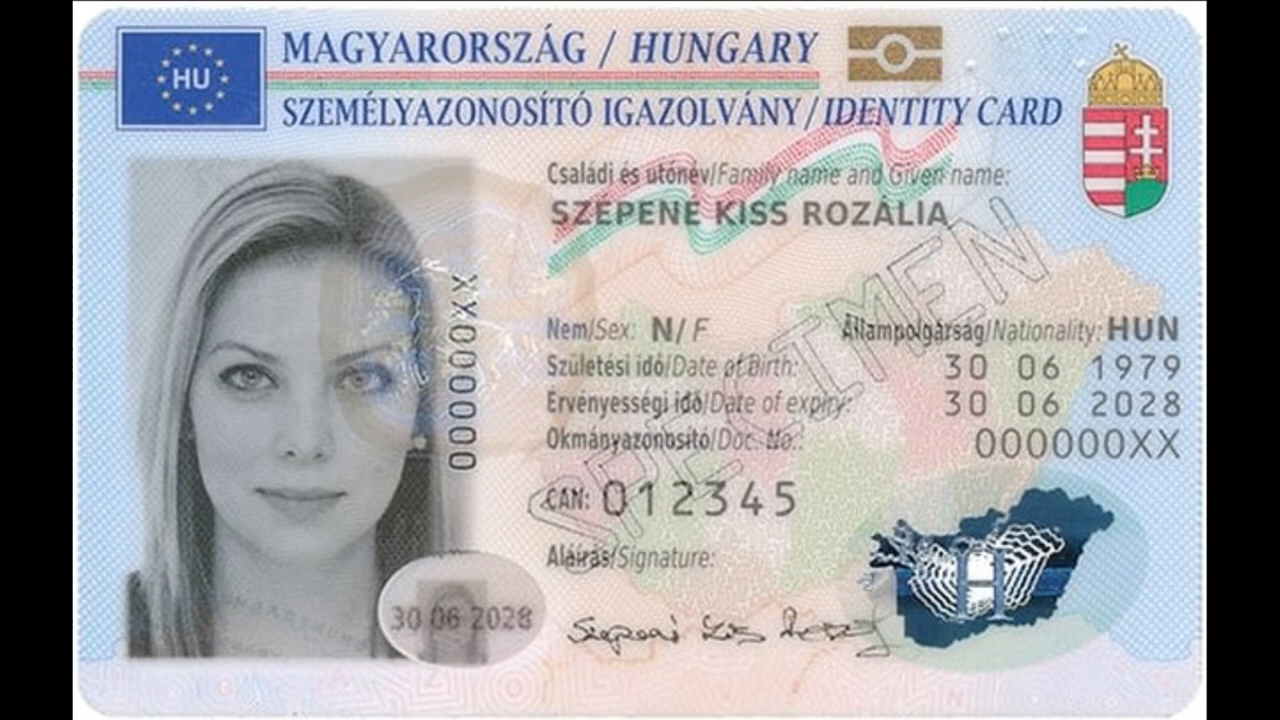 HU
MAGYARORSZÁG / HUNGARY
SZEMÉLYAZONOSÍTÓ IGAZOLVÁNY / IDENTITY CARD
Családi és utónév/Family name and Given name:
SZÉPENÉ KISS ROZÁLIA
Nem/Sex: N/F
Állampolgárság/Nationality: HUN
Születési idő/Date of Birth: 30 06 1979
Érvényességi idő/Date of expiry: 30 06 2028
Okmányazonosító/Doc. No.: 000000XX
CAN: 012345
Aláírás/Signature:
000000XX
30 06 2028
SPECIMEN
H